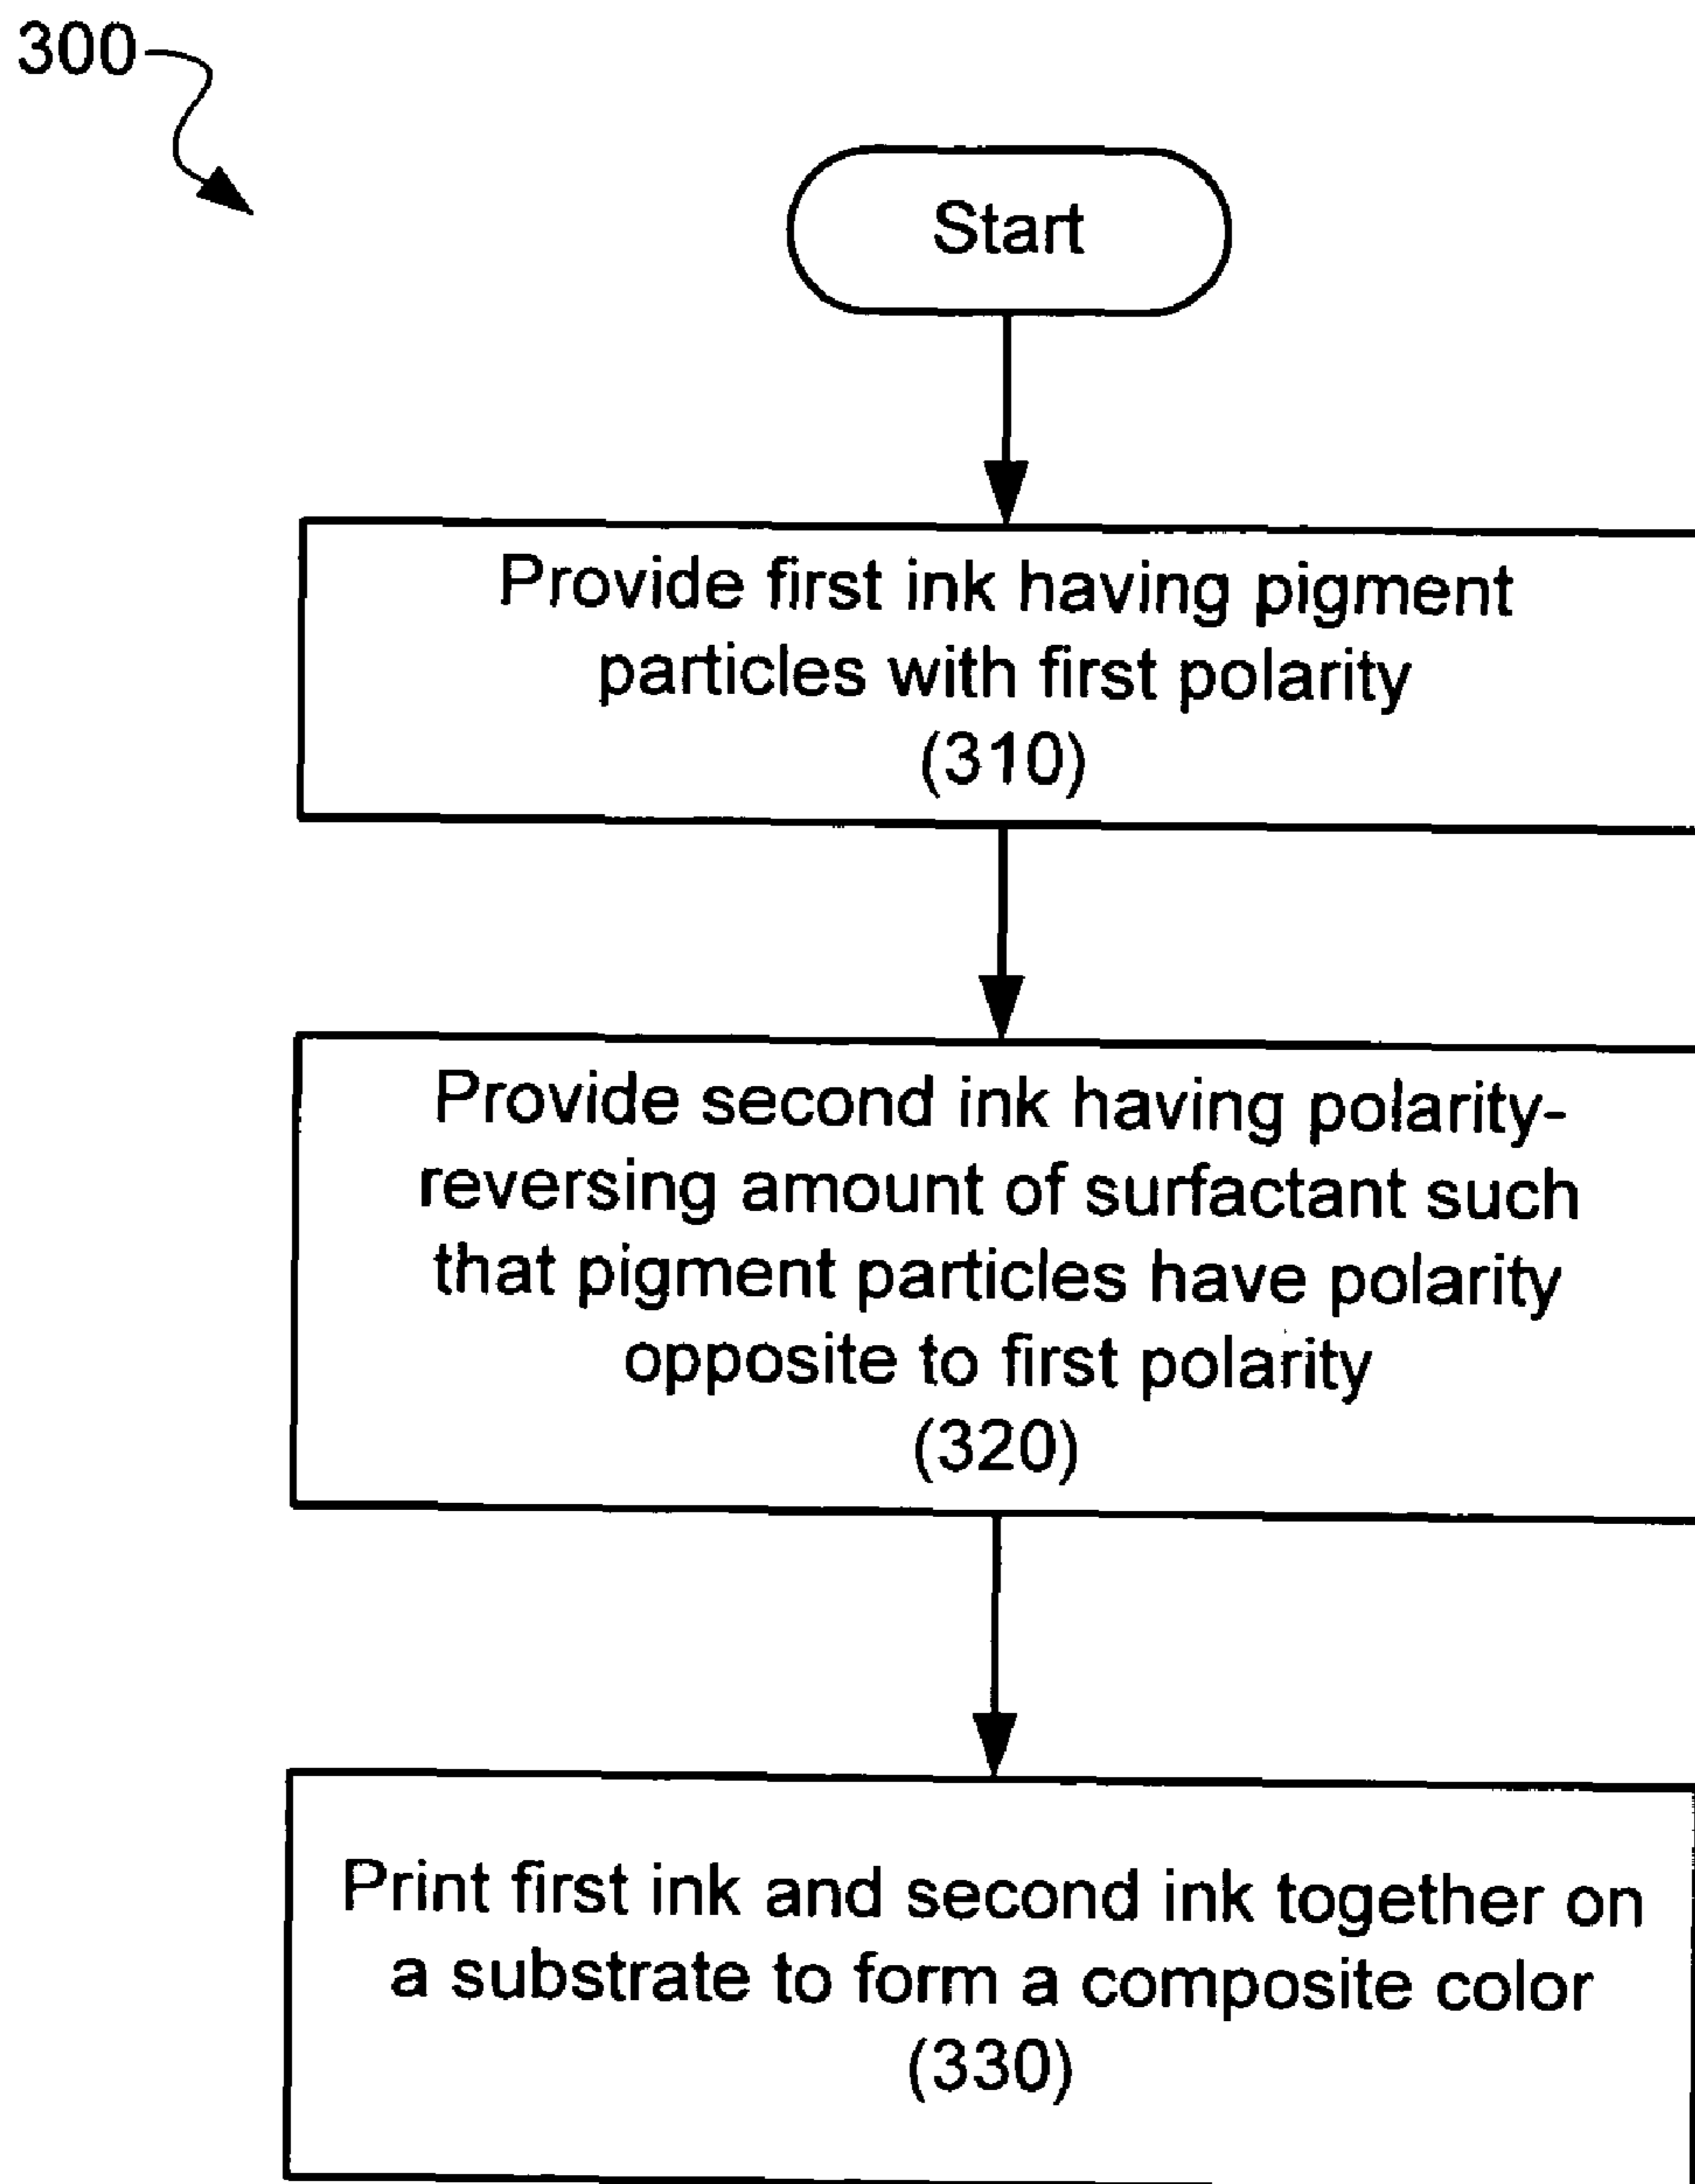 300
Start
Provide first ink having pigment
particles with first polarity
(310)
Provide second ink having polarity-
reversing amount of surfactant such
that pigment particles have polarity
opposite to first polarity
(320)
Print first ink and second ink together on
a substrate to form a composite color
(330)